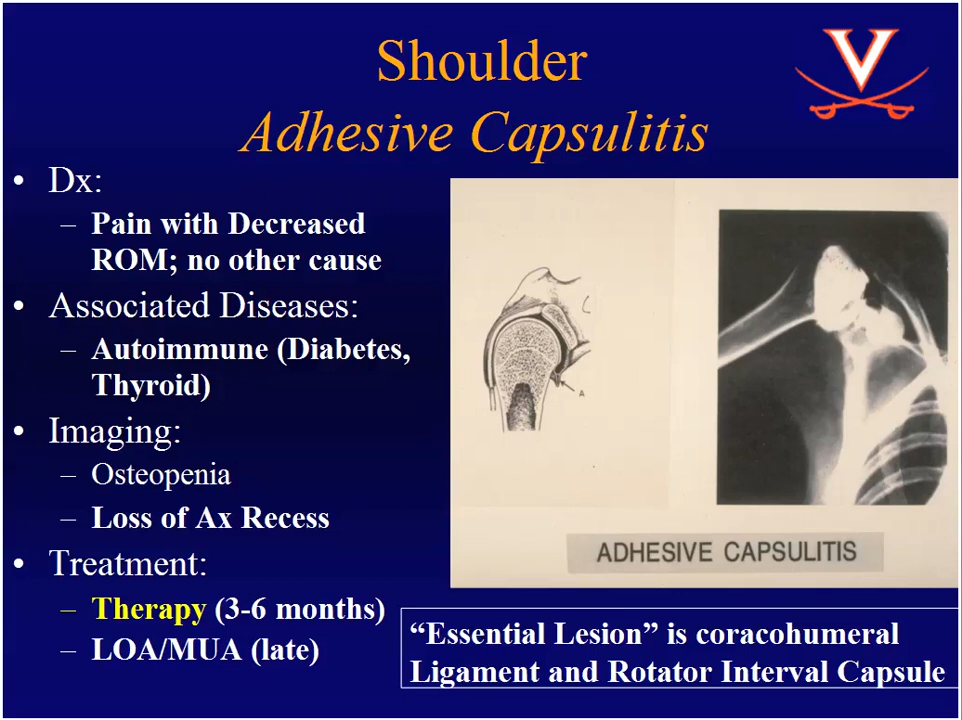 Shoulder
Adhesive Capsulitis
• Dx:
– Pain with Decreased
ROM; no other cause
• Associated Diseases:
– Autoimmune (Diabetes,
Thyroid)
• Imaging:
– Osteopenia
– Loss of Ax Recess
• Treatment:
– Therapy (3-6 months)
– LOA/MUA (late)
V
A
ADHESIVE CAPSULITIS
“Essential Lesion” is coracohumeral
Ligament and Rotator Interval Capsule